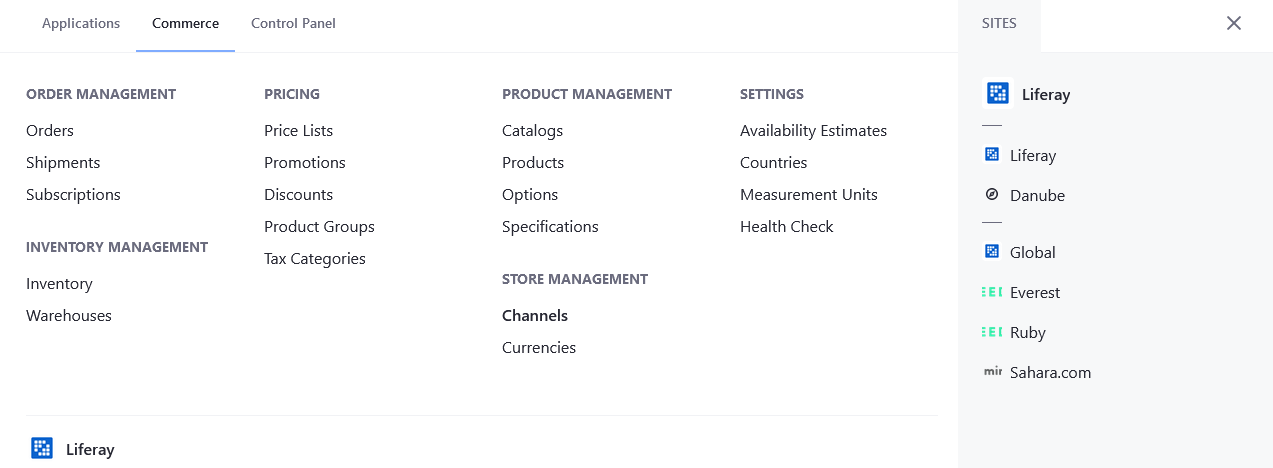 Applications
Commerce
Control Panel
SITES
ORDER MANAGEMENT
Orders
Shipments
Subscriptions
INVENTORY MANAGEMENT
Inventory
Warehouses
PRICING
Price Lists
Promotions
Discounts
Product Groups
Tax Categories
PRODUCT MANAGEMENT
Catalogs
Products
Options
Specifications
STORE MANAGEMENT
Channels
Currencies
SETTINGS
Availability Estimates
Countries
Measurement Units
Health Check
Liferay
Liferay
Liferay
Danube
Global
Everest
Ruby
Sahara.com